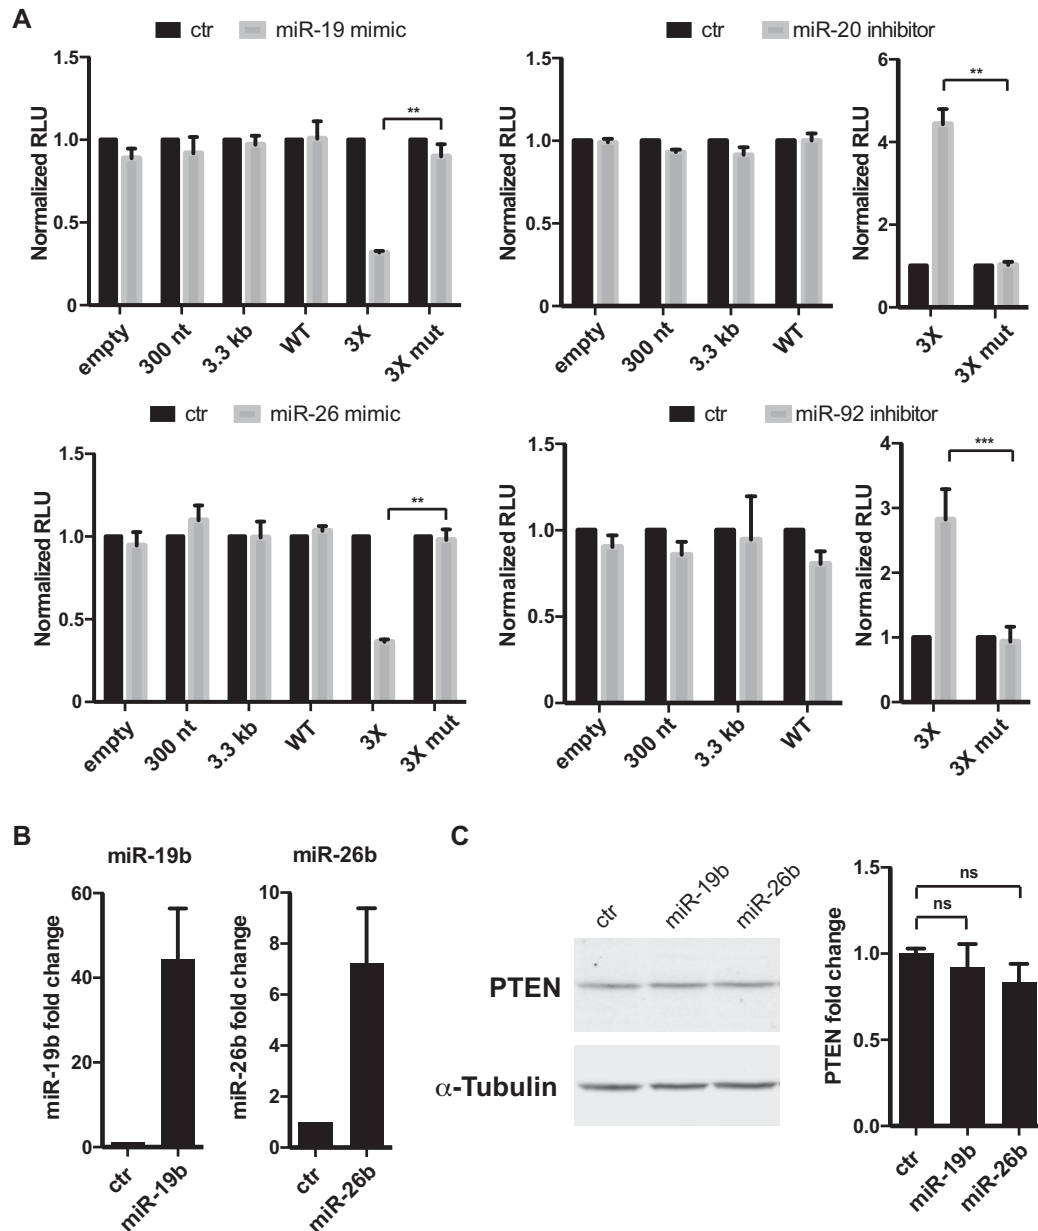 A
ctr miR-19 mimic
Normalized RLU
1.5
1.0
0.5
0
**
empty
300 nt
3.3 kb
WT
3X
3X mut
ctr miR-20 inhibitor
Normalized RLU
1.5
1.0
0.5
0
empty
300 nt
3.3 kb
WT
Normalized RLU
6
4
2
0
**
3X
3X mut
ctr miR-26 mimic
Normalized RLU
1.5
1.0
0.5
0
**
empty
300 nt
3.3 kb
WT
3X
3X mut
ctr miR-92 inhibitor
Normalized RLU
1.5
1.0
0.5
0
empty
300 nt
3.3 kb
WT
Normalized RLU
4
3
2
1
0
***
3X
3X mut
B
miR-19b
miR-19b fold change
60
40
20
0
ctr
miR-19b
miR-26b
miR-26b fold change
10
8
6
4
2
0
ctr
miR-26b
C
ctr
miR-19b
miR-26b
PTEN
α-Tubulin
PTEN fold change
1.5
1.0
0.5
0.0
ns
ns
ctr
miR-19b
miR-26b